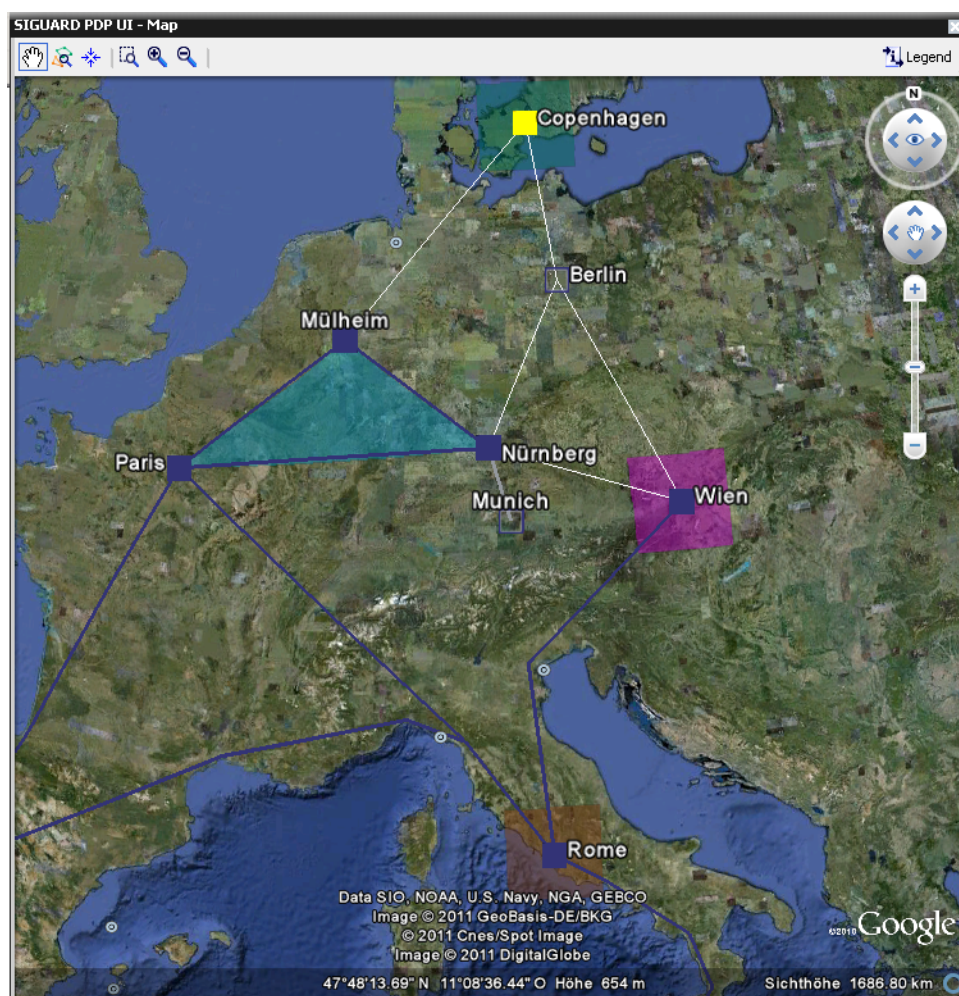 SIGUARD PDP UI - Map
Legend
N
Copenhagen
Berlin
Mülheim
Paris
Nürnberg
Munich
Wien
Rome
Data SIO, NOAA, U.S. Navy, NGA, GEBCO
Image © 2011 GeoBasis-DE/BKG
© 2011 Cnes/Spot Image
Image © 2011 DigitalGlobe
©2010 Google
47°48'13.69" N 11°08'36.44" O Höhe 654 m
Sichthöhe 1686.80 km